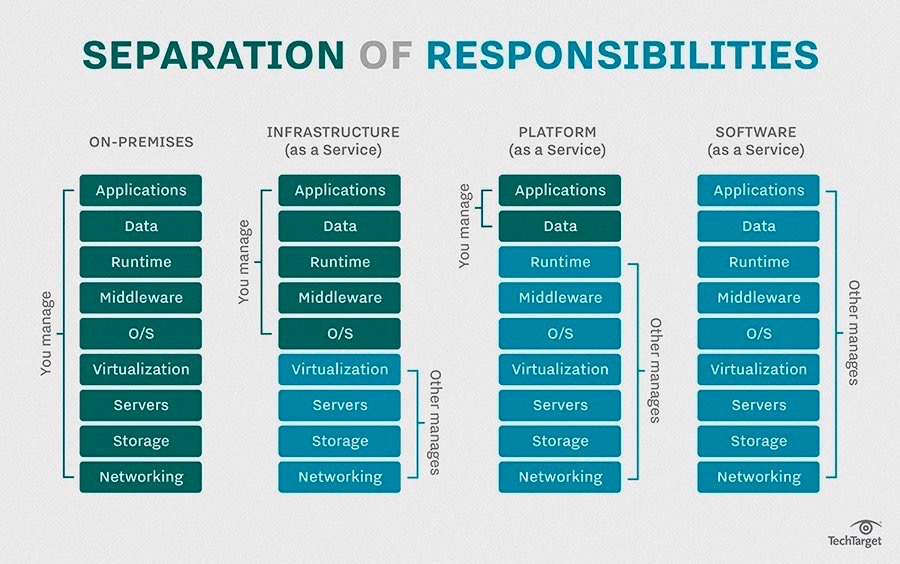 SEPARATION OF RESPONSIBILITIES
ON-PREMISES
You manage
Applications
Data
Runtime
Middleware
O/S
Virtualization
Servers
Storage
Networking
INFRASTRUCTURE
(as a Service)
You manage
Applications
Data
Runtime
Middleware
O/S
Virtualization
Servers
Storage
Networking
Other manages
PLATFORM
(as a Service)
You manage
Applications
Data
Runtime
Middleware
O/S
Virtualization
Servers
Storage
Networking
Other manages
SOFTWARE
(as a Service)
Applications
Data
Runtime
Middleware
O/S
Virtualization
Servers
Storage
Networking
Other manages
TechTarget